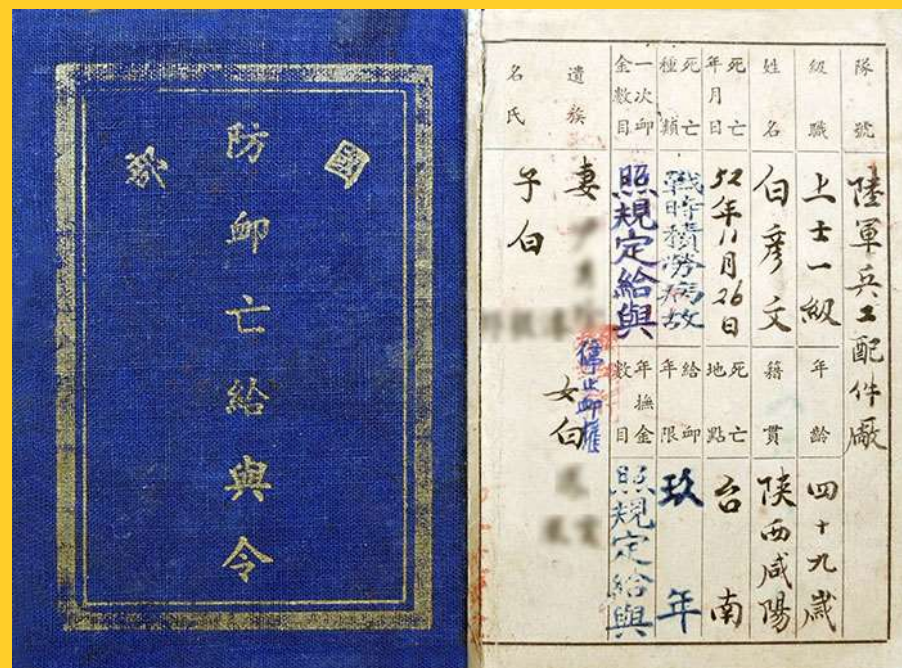 國防部
卹亡給與令
隊號 陸軍兵工配件廠
級職 上士一級 年齡 四十九歲
姓名 白彥文 籍貫 陝西咸陽
死亡年月日 52年11月26日 死亡地點 台南
死亡種類 戰時積勞病故 給卹年限 玖年
一次卹金數目 照規定給與 年撫金數目 照規定給與
遺族 妻
停止卹權
女白
名氏 子白